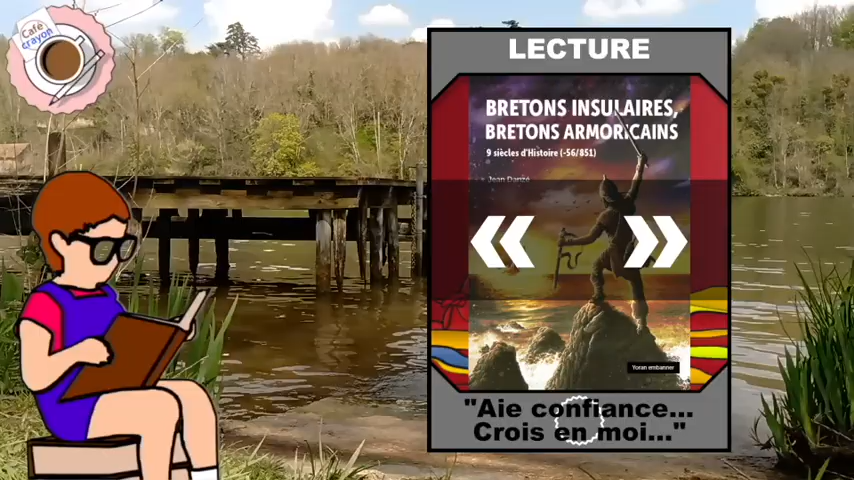 Café
crayon
LECTURE
BRETONS INSULAIRES,
BRETONS ARMORICAINS
9 siècles d'Histoire (-56/851)
Jean Danzé
Yoran embanner
"Aie confiance...
Crois en moi..."